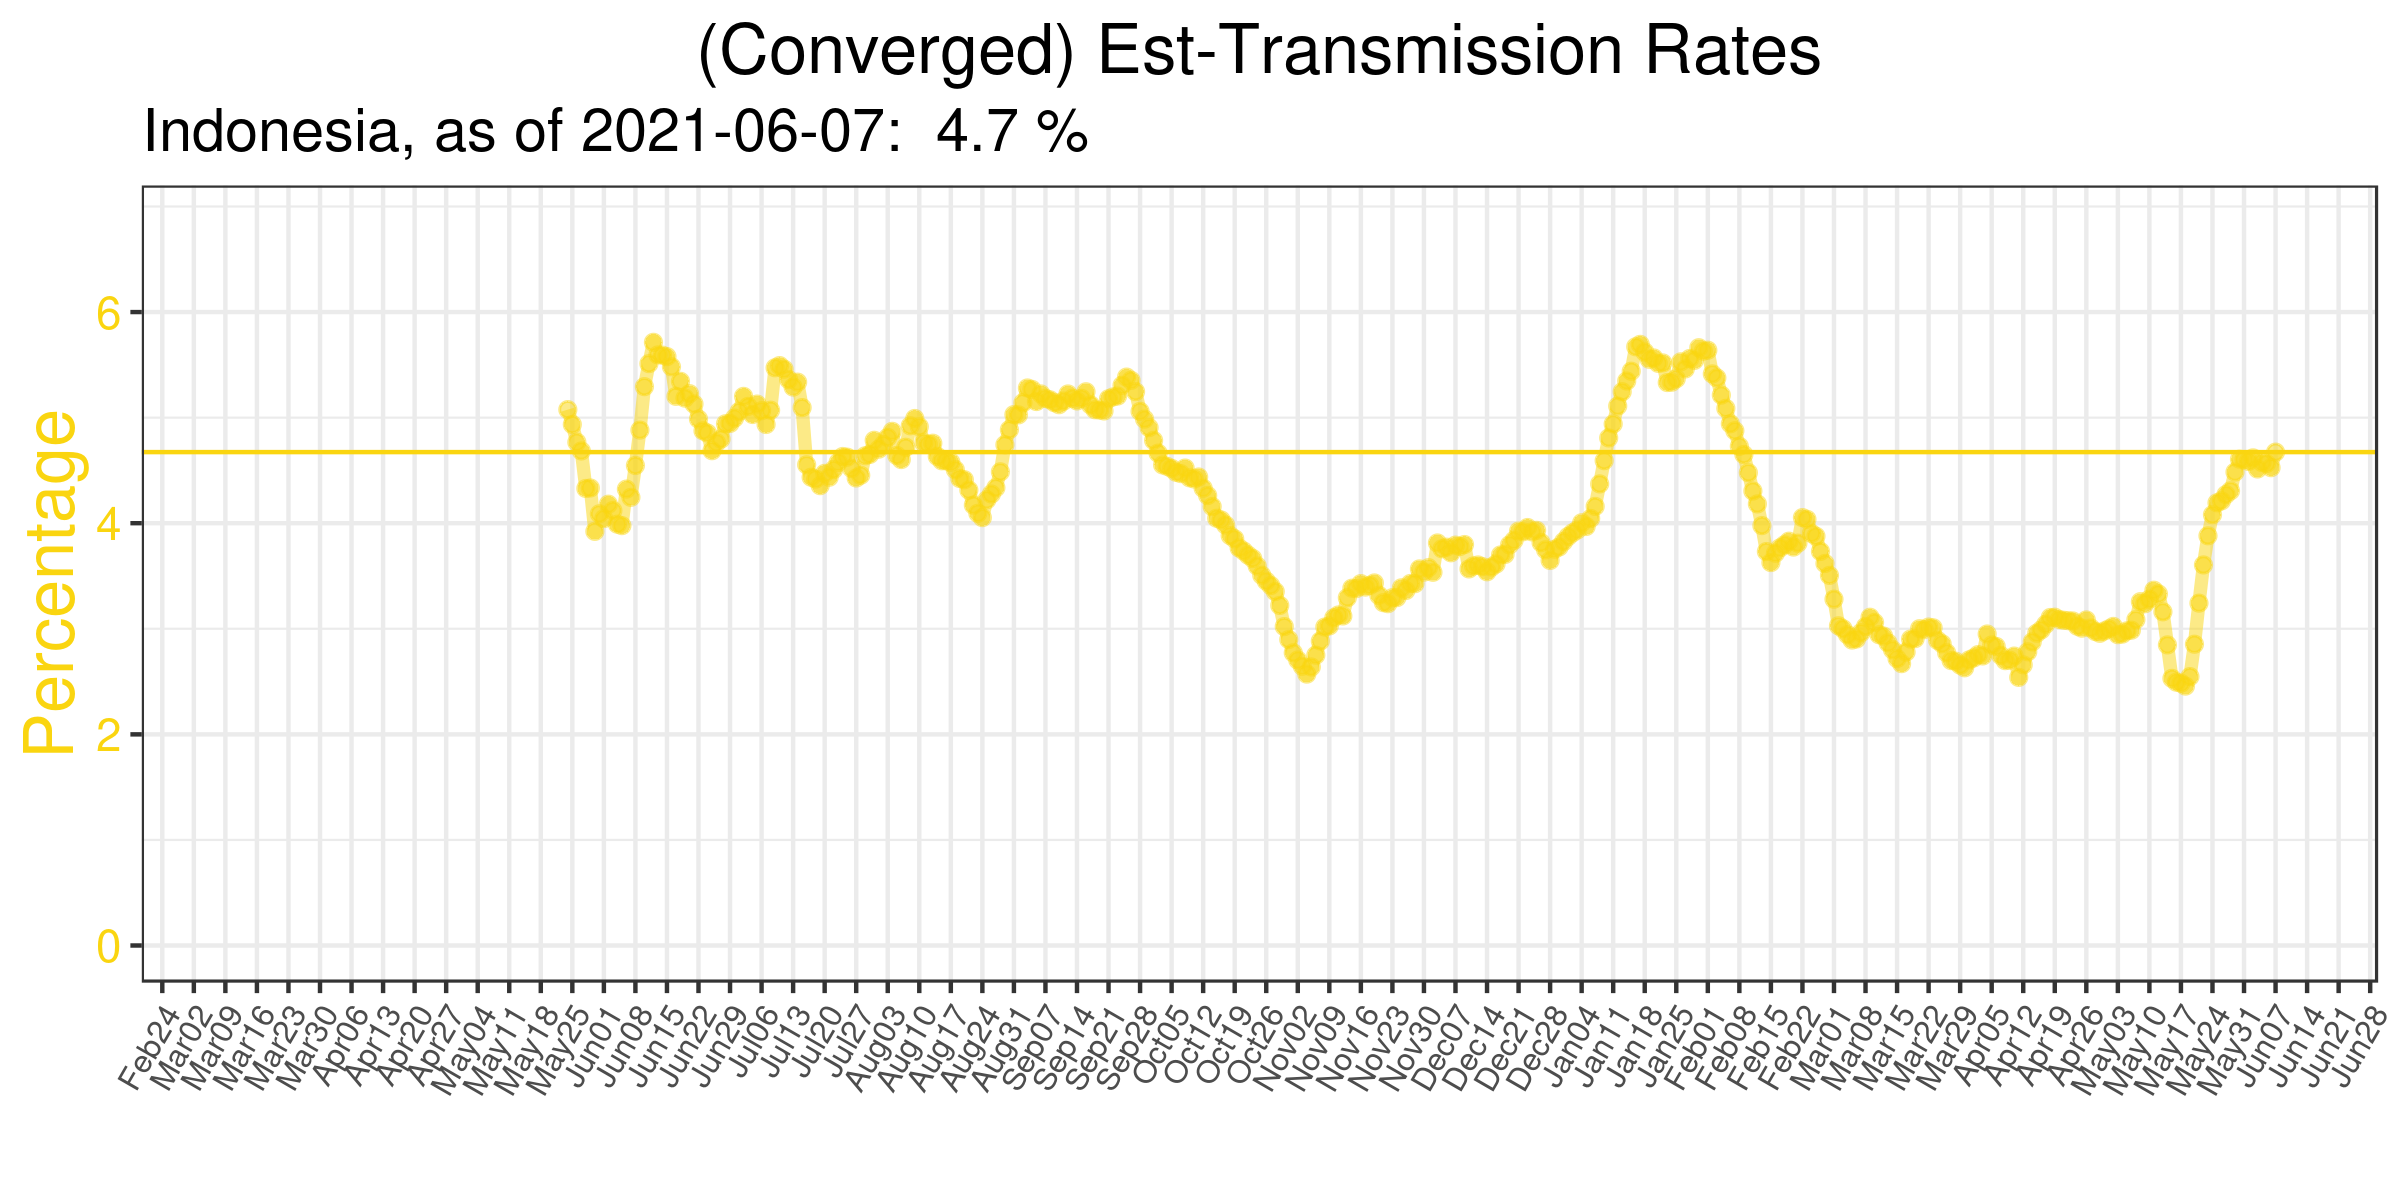 (Converged) Est-Transmission Rates
Indonesia, as of 2021-06-07:  4.7 %
Percentage
6
4
2
0
Feb24
Mar02
Mar09
Mar16
Mar23
Mar30
Apr06
Apr13
Apr20
Apr27
May04
May11
May18
May25
Jun01
Jun08
Jun15
Jun22
Jun29
Jul06
Jul13
Jul20
Jul27
Aug03
Aug10
Aug17
Aug24
Aug31
Sep07
Sep14
Sep21
Sep28
Oct05
Oct12
Oct19
Oct26
Nov02
Nov09
Nov16
Nov23
Nov30
Dec07
Dec14
Dec21
Dec28
Jan04
Jan11
Jan18
Jan25
Feb01
Feb08
Feb15
Feb22
Mar01
Mar08
Mar15
Mar22
Mar29
Apr05
Apr12
Apr19
Apr26
May03
May10
May17
May24
May31
Jun07
Jun14
Jun21
Jun28